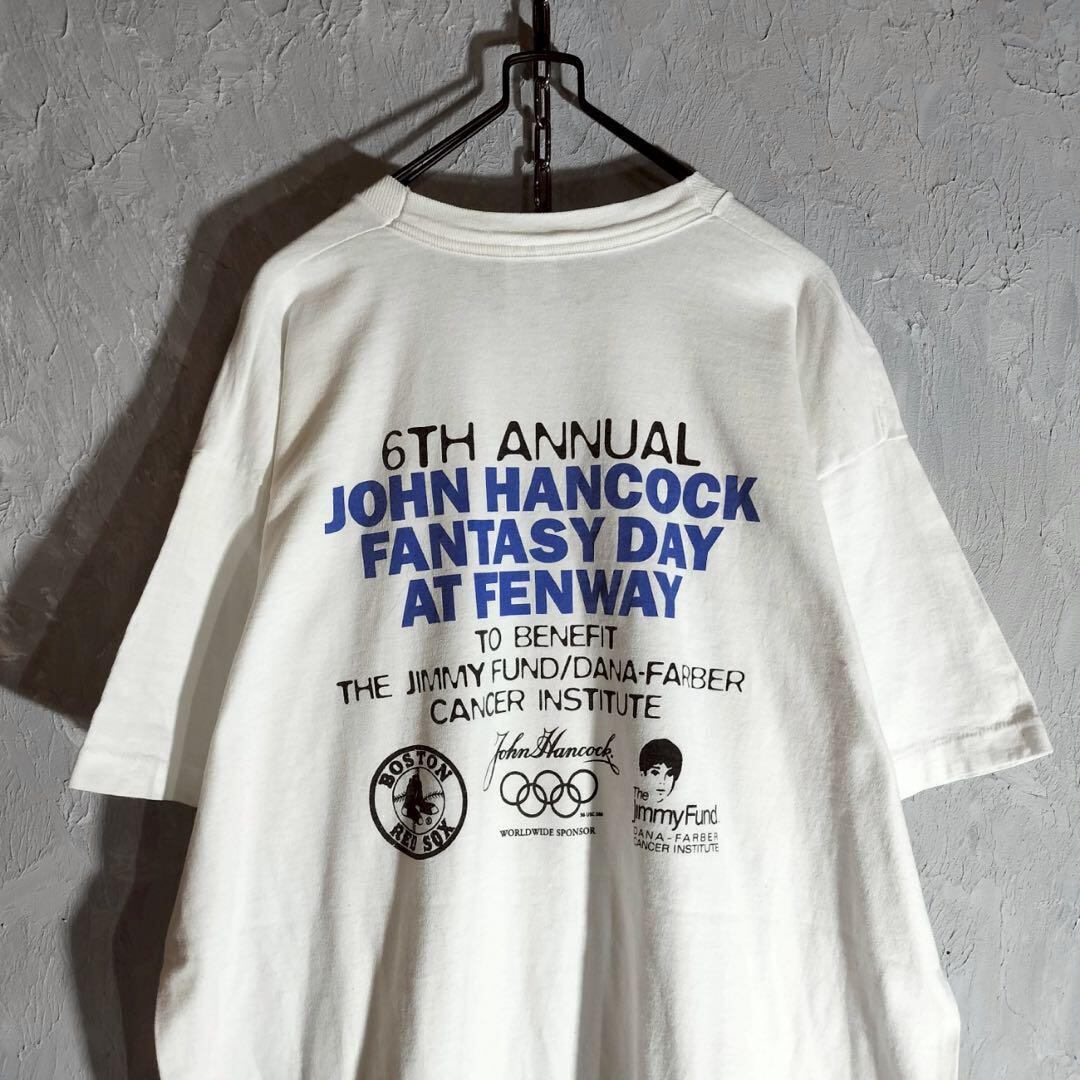 6TH ANNUAL
JOHN HANCOCK
FANTASY DAY
AT FENWAY
TO BENEFIT
THE JIMMY FUND/DANA-FARBER
CANCER INSTITUTE
BOSTON
RED SOX
John Hancock
WORLDWIDE SPONSOR
The
Jimmy Fund
DANA-FARBER
CANCER INSTITUTE